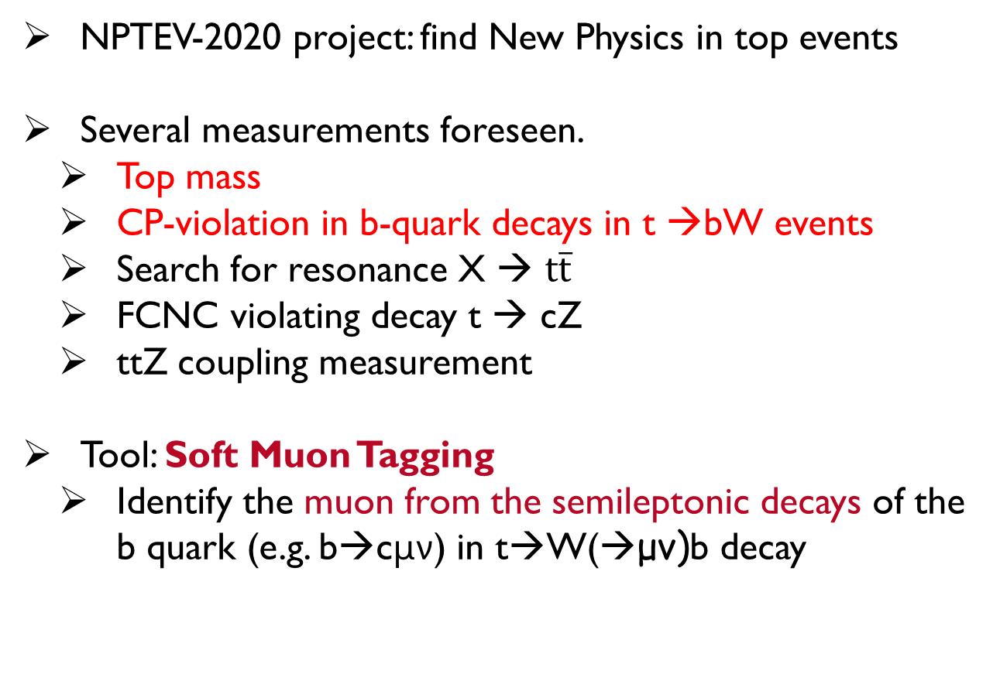 ➢ NPTEV-2020 project: find New Physics in top events
➢ Several measurements foreseen.
➢ Top mass
➢ CP-violation in b-quark decays in t →bW events
➢ Search for resonance X → tt̄
➢ FCNC violating decay t → cZ
➢ ttZ coupling measurement
➢ Tool: Soft Muon Tagging
➢ Identify the muon from the semileptonic decays of the
b quark (e.g. b→cμν) in t→W(→μν)b decay